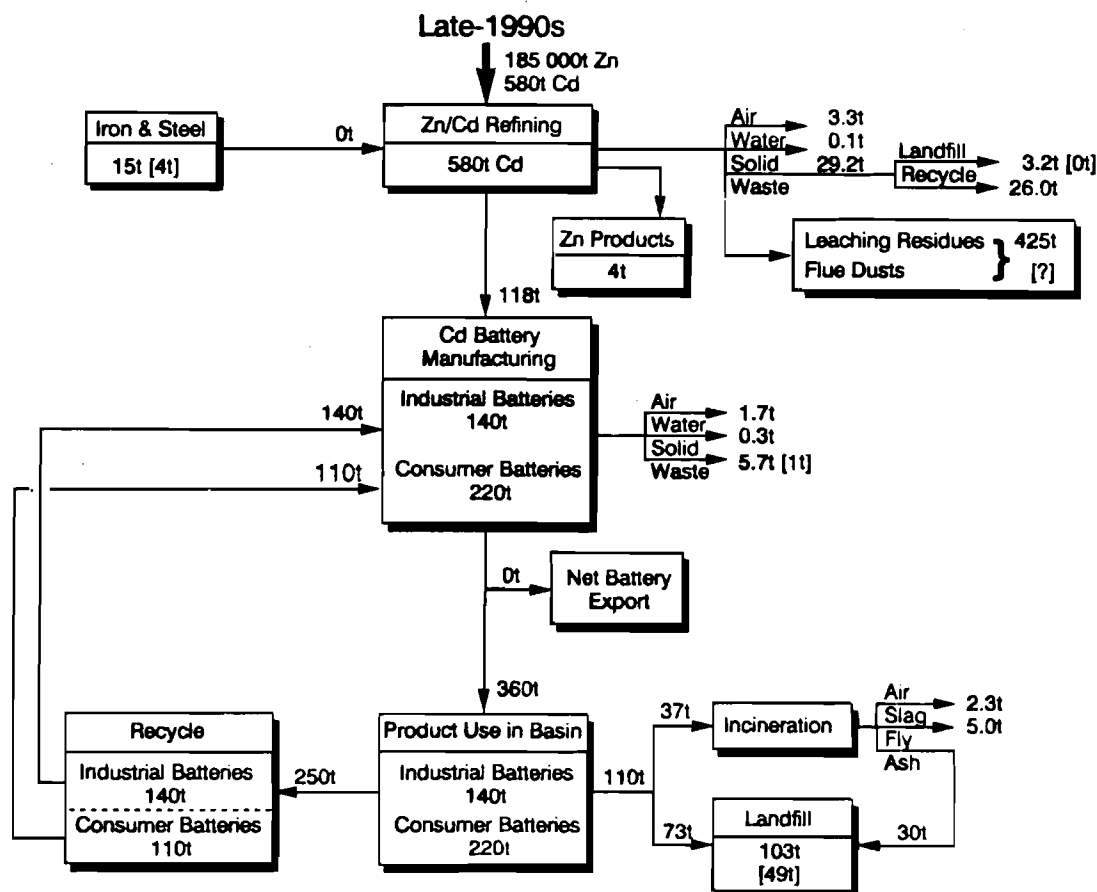 Late-1990s
185 000t Zn
580t Cd
Iron & Steel
15t [4t]
0t
Zn/Cd Refining
580t Cd
Air
3.3t
Water
0.1t
Solid
29.2t
Waste
Landfill
3.2t [0t]
Recycle
26.0t
Zn Products
4t
Leaching Residues } 425t
Flue Dusts [?]
118t
Cd Battery
Manufacturing
Industrial Batteries
140t
Consumer Batteries
220t
140t
110t
Air
1.7t
Water
0.3t
Solid
5.7t [1t]
Waste
0t
Net Battery
Export
360t
Recycle
Industrial Batteries
140t
Consumer Batteries
110t
250t
Product Use in Basin
Industrial Batteries
140t
Consumer Batteries
220t
110t
37t
73t
Incineration
Air
2.3t
Slag
5.0t
Fly
Ash
Landfill
103t
[49t]
30t